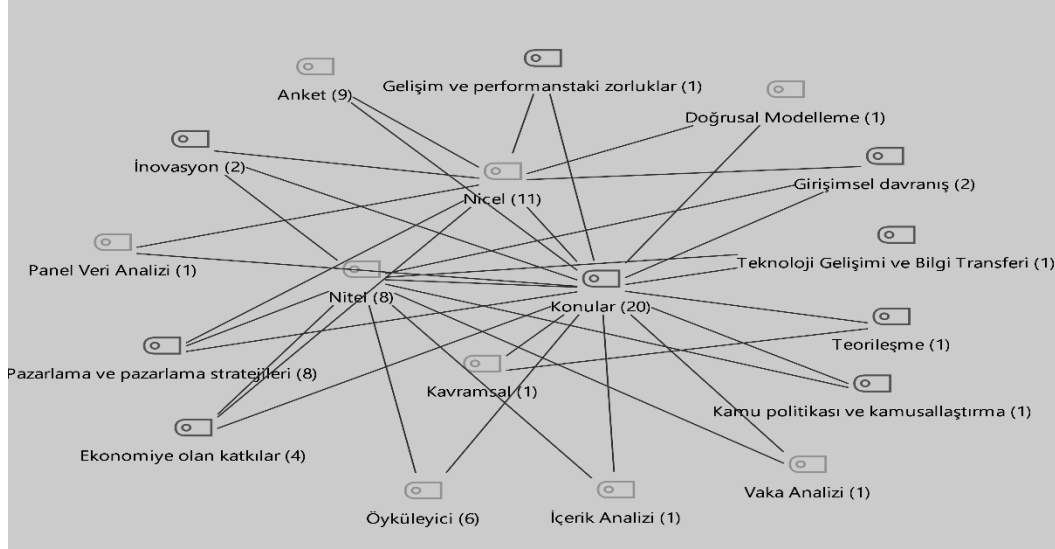 Gelişim ve performanstaki zorluklar (1)
Anket (9)
Doğrusal Modelleme (1)
İnovasyon (2)
Girişimsel davranış (2)
Nicel (11)
Panel Veri Analizi (1)
Teknoloji Gelişimi ve Bilgi Transferi (1)
Nitel (8)
Konular (20)
Teorileşme (1)
Pazarlama ve pazarlama stratejileri (8)
Kavramsal (1)
Kamu politikası ve kamusallaştırma (1)
Ekonomiye olan katkılar (4)
Vaka Analizi (1)
Öyküleyici (6)
İçerik Analizi (1)